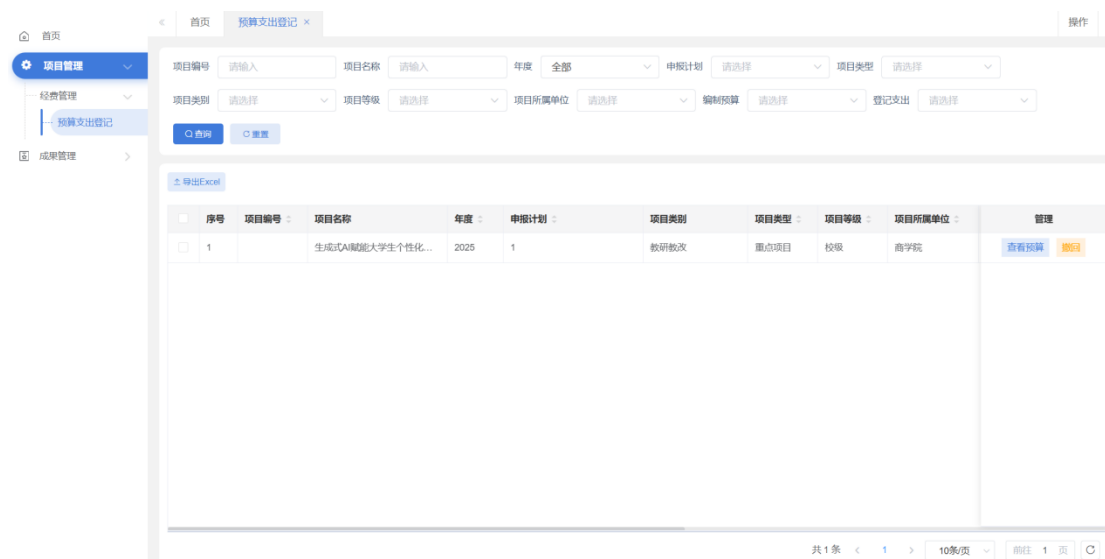 首页 预算支出登记 × 操作
首页
项目管理
经费管理
预算支出登记
成果管理
项目编号 请输入 项目名称 请输入 年度 全部 申报计划 请选择 项目类型 请选择
项目类别 请选择 项目等级 请选择 项目所属单位 请选择 编制预算 请选择 登记支出 请选择
查询 重置
导出Excel
序号 项目编号 项目名称 年度 申报计划 项目类别 项目类型 项目等级 项目所属单位 管理
1 生成式AI赋能大学生个性化... 2025 1 教研教改 重点项目 校级 商学院 查看预算 撤回
共 1 条 < 1 > 10条/页 前往 1 页